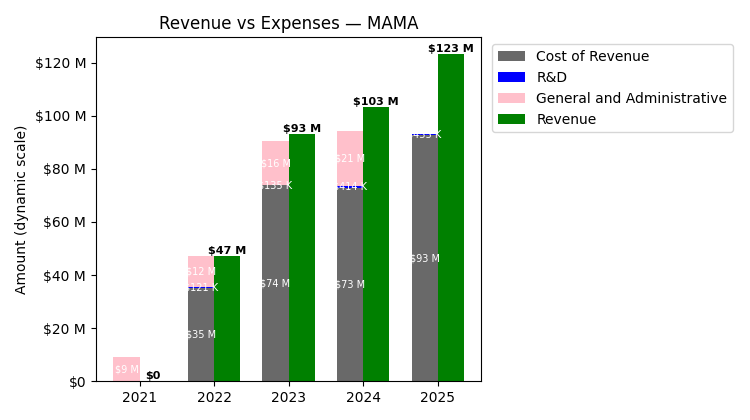 Revenue vs Expenses — MAMA
Amount (dynamic scale)
$120 M
$100 M
$80 M
$60 M
$40 M
$20 M
$0
2021
2022
2023
2024
2025
$9 M
$0
$12 M
$121 K
$35 M
$47 M
$16 M
$135 K
$74 M
$93 M
$21 M
$414 K
$73 M
$103 M
$93 M
$123 M
Cost of Revenue
R&D
General and Administrative
Revenue